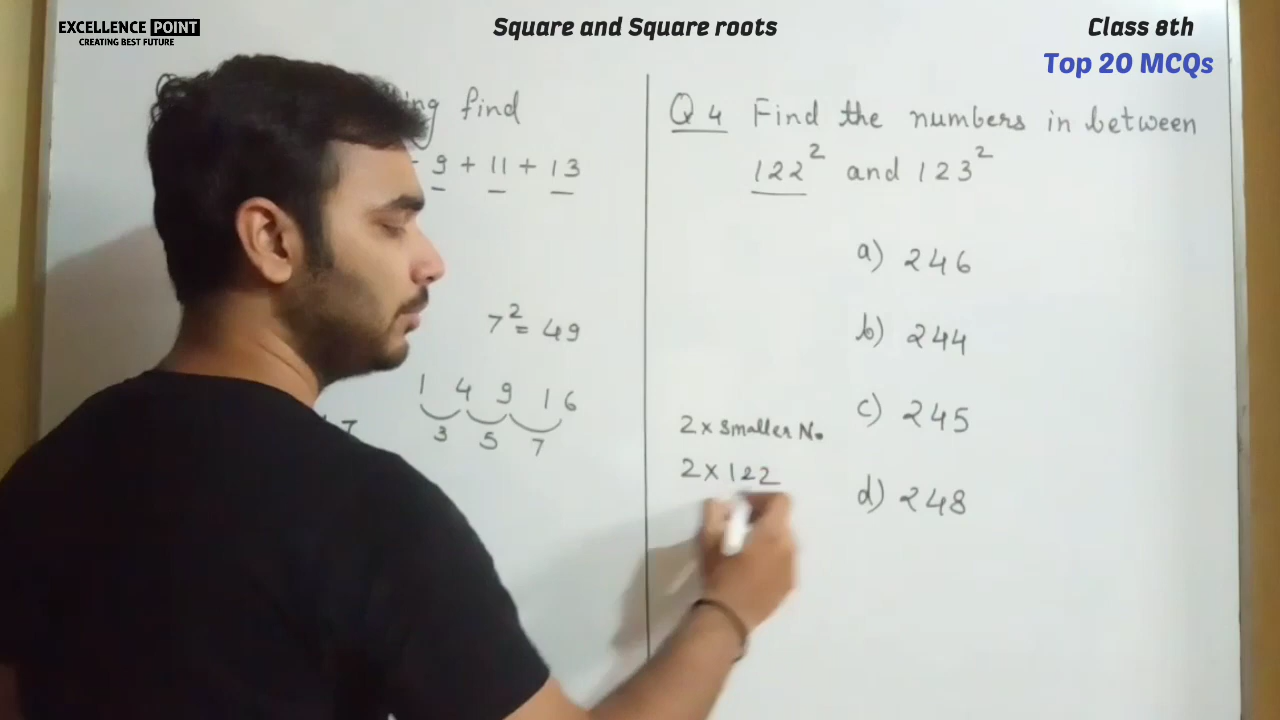 EXCELLENCE POINT
CREATING BEST FUTURE
Square and Square roots
Class 8th
Top 20 MCQs
find
9 + 11 + 13
7² = 49
1 4 9 16
3 5 7
7
Q 4 Find the numbers in between
122² and 123²
a) 246
b) 244
c) 245
d) 248
2 x Smaller No.
2 x 122